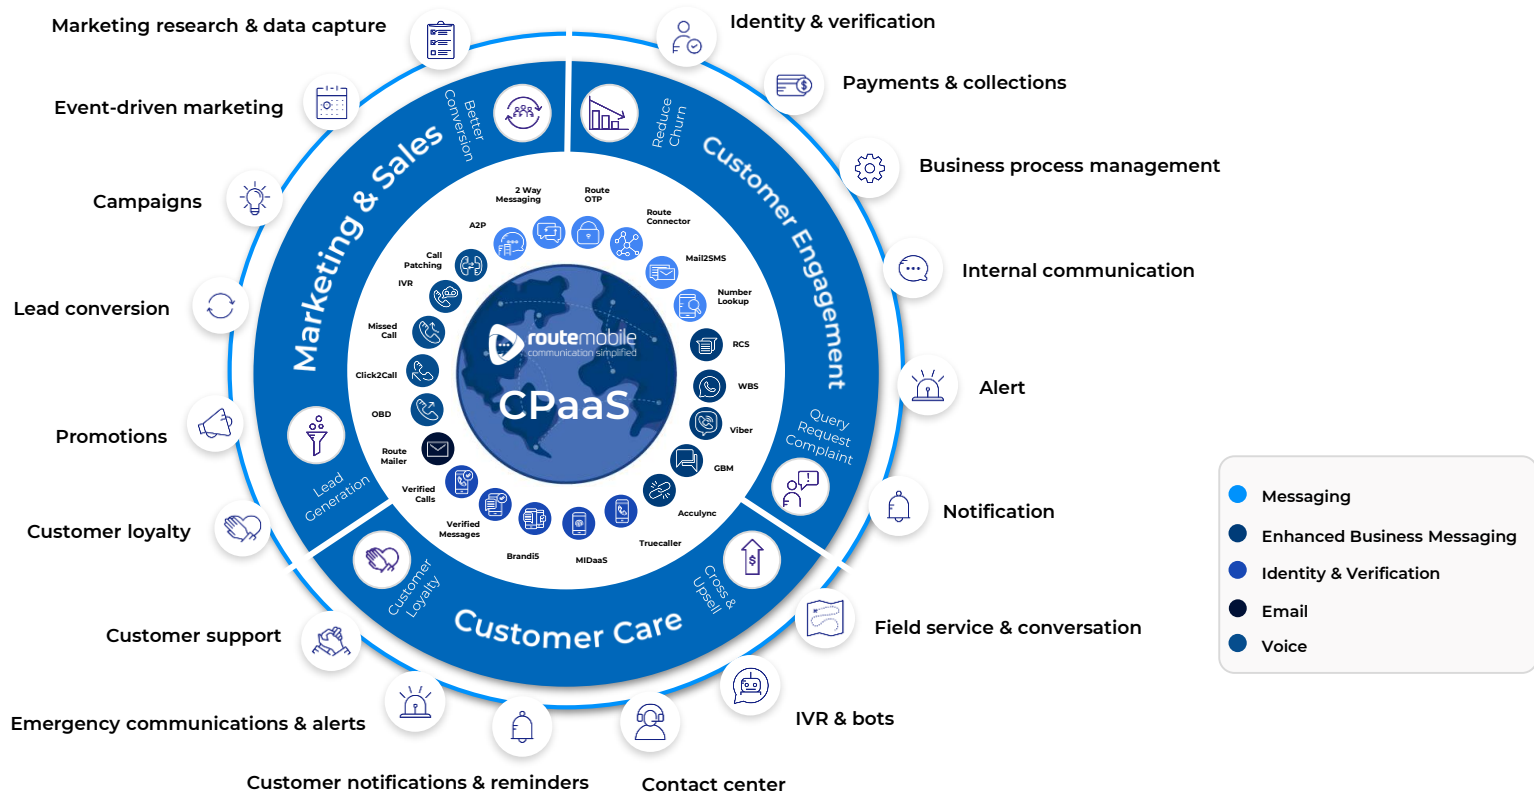 Marketing research & data capture
Event-driven marketing
Campaigns
Lead conversion
Promotions
Customer loyalty
Customer support
Emergency communications & alerts
Customer notifications & reminders
Contact center
IVR & bots
Field service & conversation
Notification
Alert
Internal communication
Business process management
Payments & collections
Identity & verification
Marketing & Sales
Better
Conversion
Lead
Generation
Customer Engagement
Reduce
Churn
Query
Request
Complaint
Customer Care
Customer
Loyalty
Cross &
Upsell
2 Way
Messaging
Route
OTP
Route
Connector
Mail2SMS
Number
Lookup
RCS
WBS
Viber
GBM
Acculync
Truecaller
MIDaaS
Brandi5
Verified
Messages
Verified
Calls
Route
Mailer
OBD
Click2Call
Missed
Call
IVR
Call
Patching
A2P
routemobile
communication simplified
CPaaS
Messaging
Enhanced Business Messaging
Identity & Verification
Email
Voice